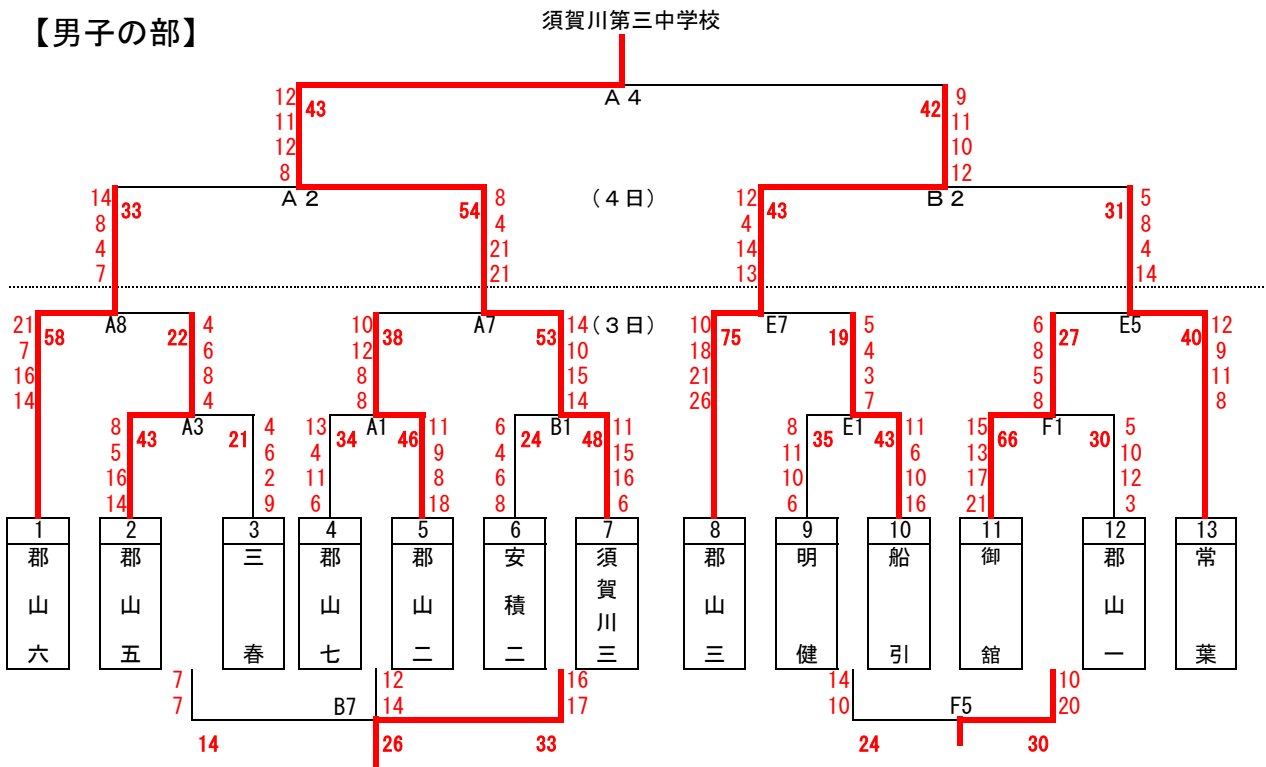 須賀川第三中学校
【男子の部】
A4
12 43 42 9
11 11
12 10
8 12
A2 (4日) B2
14 33 54 8 12 43 31 5
8 4 4 8
4 21 14 4
7 21 13 14
A8 A7 (3日) E7 E5
21 58 22 4 10 38 53 14 10 75 19 5 6 27 40 12
7 6 12 10 18 4 8 9
16 8 8 15 21 3 5 11
14 4 8 14 26 7 8 8
A3 A1 B1 E1 F1
8 43 21 4 13 34 46 11 6 24 48 11 8 35 43 11 15 66 30 5
5 6 4 9 4 15 11 6 13 10
16 2 11 8 6 16 10 10 17 12
14 9 6 18 8 6 6 16 21 3
1 2 3 4 5 6 7 8 9 10 11 12 13
郡山六
郡山五
三春
郡山七
郡山二
安積二
須賀川三
郡山三
明健
船引
御舘
郡山一
常葉
7 12 16 14 10
7 B7 14 17 10 F5 20
14 26 33 24 30